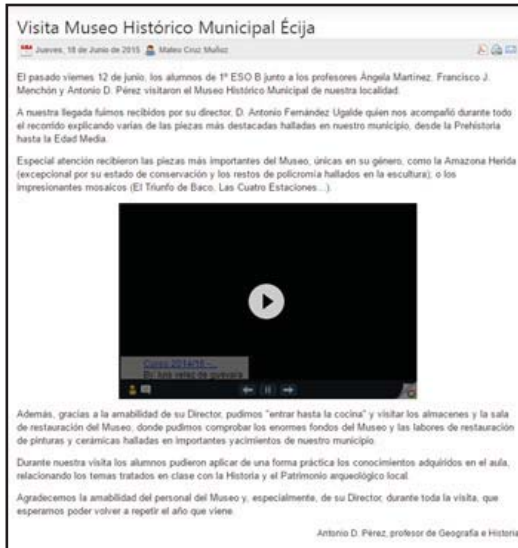 Visita Museo Histórico Municipal Écija
Jueves, 18 de Junio de 2015 Mateo Cruz Muñoz
El pasado viernes 12 de junio, los alumnos de 1º ESO B junto a los profesores Ángela Martínez, Francisco J.
Menchón y Antonio D. Pérez visitaron el Museo Histórico Municipal de nuestra localidad.
A nuestra llegada fuimos recibidos por su director, D. Antonio Fernández Ugalde quien nos acompañó durante todo
el recorrido explicando varias de las piezas más destacadas halladas en nuestro municipio, desde la Prehistoria
hasta la Edad Media.
Especial atención recibieron las piezas más importantes del Museo, únicas en su género, como la Amazona Herida
(excepcional por su estado de conservación y los restos de policromía hallados en la escultura); o los
impresionantes mosaicos (El Triunfo de Baco, Las Cuatro Estaciones...).
Curso 2014/15 -...
By: luis velez de guevara
Además, gracias a la amabilidad de su Director, pudimos "entrar hasta la cocina" y visitar los almacenes y la sala
de restauración del Museo, donde pudimos comprobar los enormes fondos del Museo y las labores de restauración
de pinturas y cerámicas halladas en importantes yacimientos de nuestro municipio.
Durante nuestra visita los alumnos pudieron aplicar de una forma práctica los conocimientos adquiridos en el aula,
relacionando los temas tratados en clase con la Historia y el Patrimonio arqueológico local.
Agradecemos la amabilidad del personal del Museo y, especialmente, de su Director, durante toda la visita, que
esperamos poder volver a repetir el año que viene.
Antonio D. Pérez, profesor de Geografía e Historia